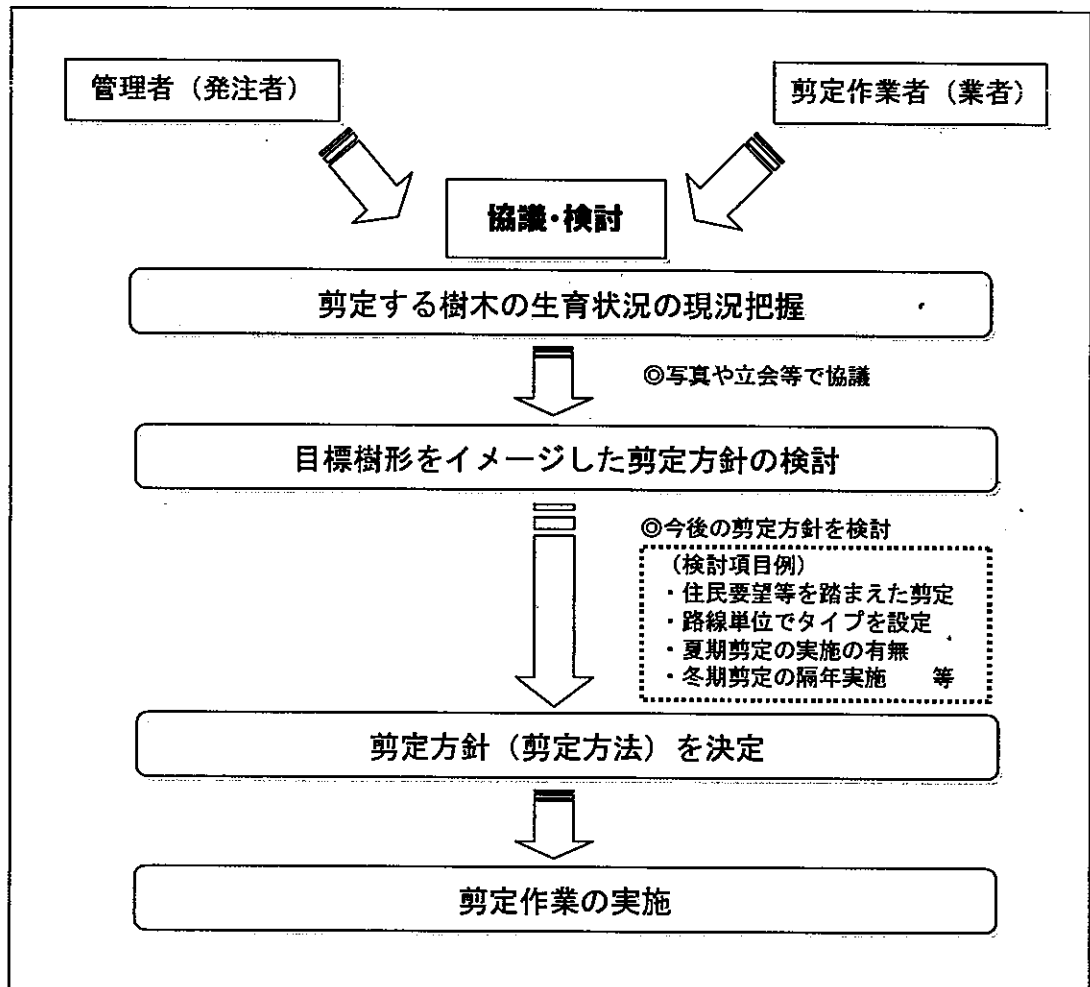 管理者（発注者）
剪定作業者（業者）
協議・検討
剪定する樹木の生育状況の現況把握
◎写真や立会等で協議
目標樹形をイメージした剪定方針の検討
◎今後の剪定方針を検討
（検討項目例）
・住民要望等を踏まえた剪定
・路線単位でタイプを設定
・夏期剪定の実施の有無
・冬期剪定の隔年実施　　等
剪定方針（剪定方法）を決定
剪定作業の実施